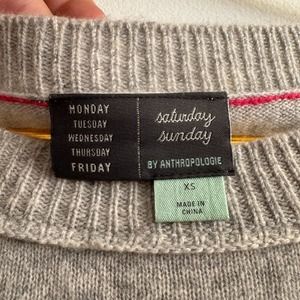 MONDAY
TUESDAY
WEDNESDAY
THURSDAY
FRIDAY
saturday
sunday
BY ANTHROPOLOGIE
XS
MADE IN
CHINA